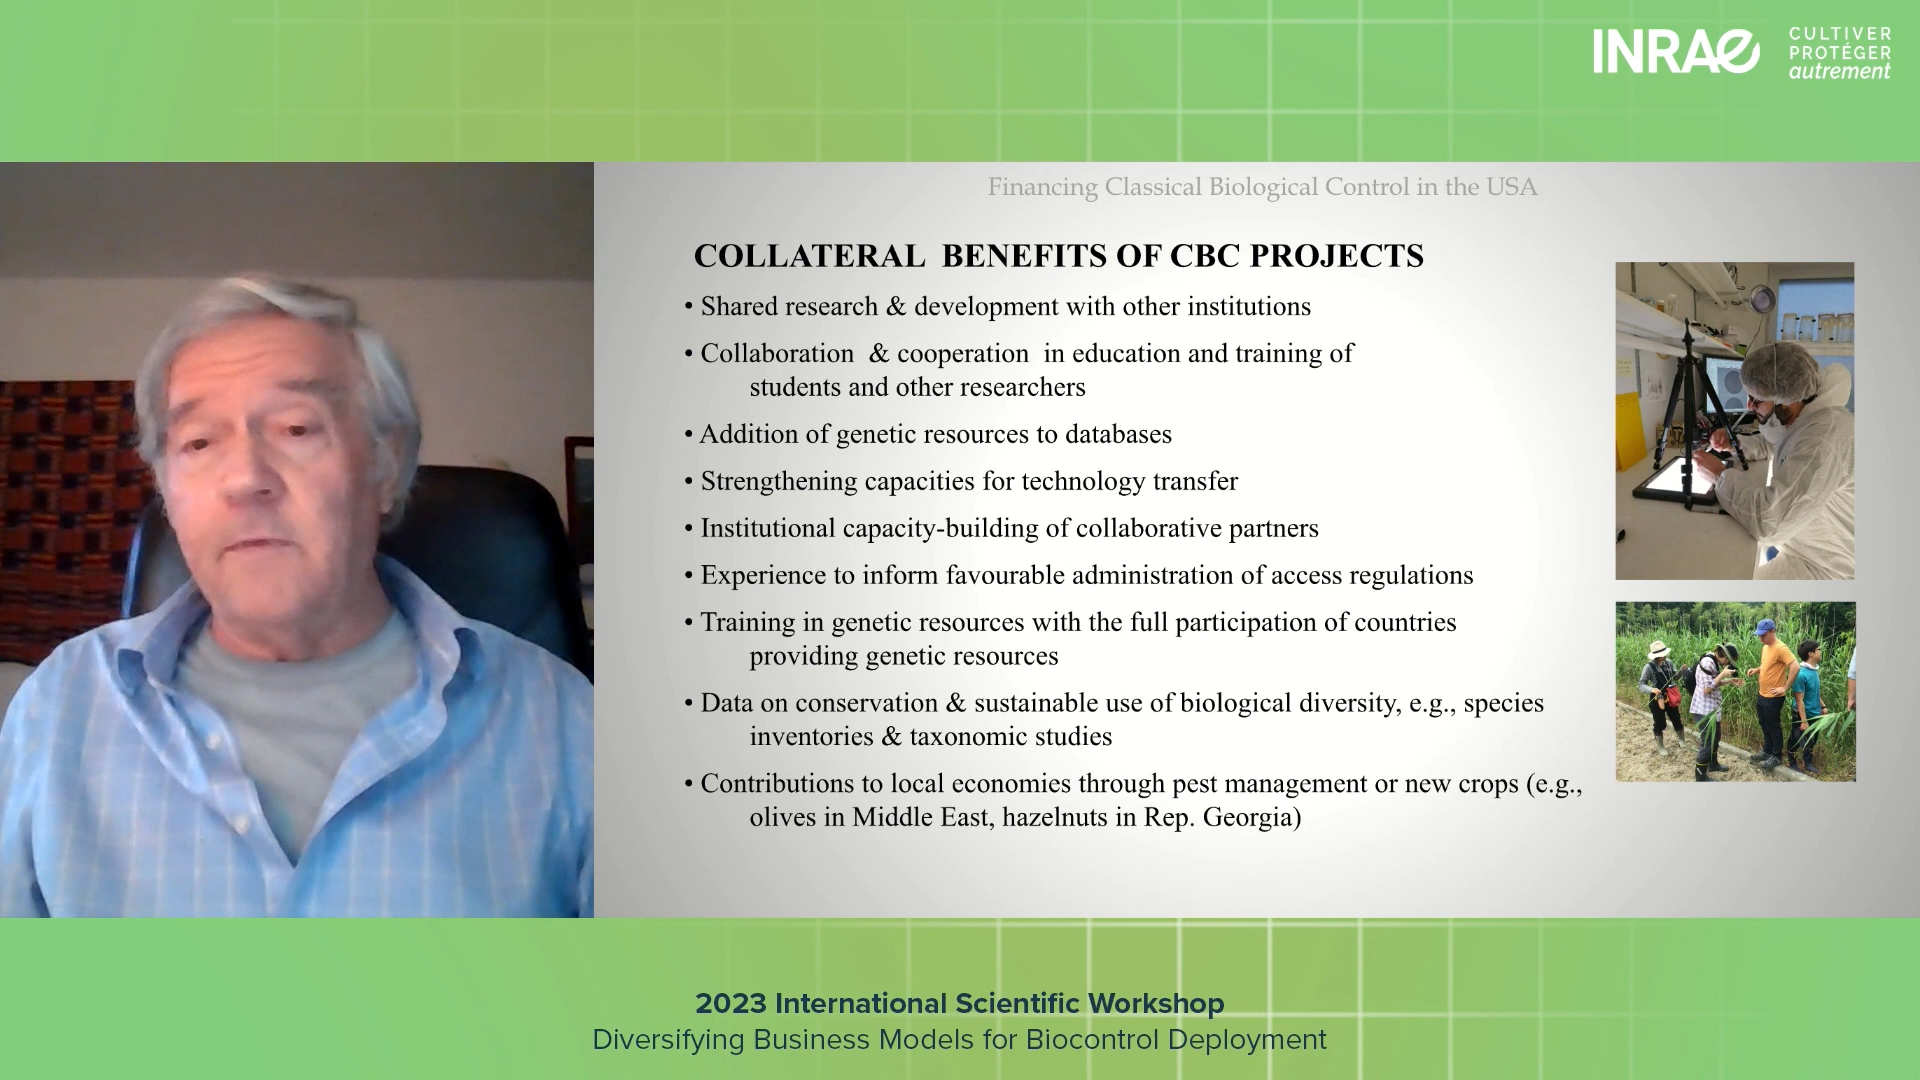 INRAE
CULTIVER
PROTÉGER
autrement
Financing Classical Biological Control in the USA
COLLATERAL BENEFITS OF CBC PROJECTS
• Shared research & development with other institutions
• Collaboration & cooperation in education and training of
students and other researchers
• Addition of genetic resources to databases
• Strengthening capacities for technology transfer
• Institutional capacity-building of collaborative partners
• Experience to inform favourable administration of access regulations
• Training in genetic resources with the full participation of countries
providing genetic resources
• Data on conservation & sustainable use of biological diversity, e.g., species
inventories & taxonomic studies
• Contributions to local economies through pest management or new crops (e.g.,
olives in Middle East, hazelnuts in Rep. Georgia)
2023 International Scientific Workshop
Diversifying Business Models for Biocontrol Deployment